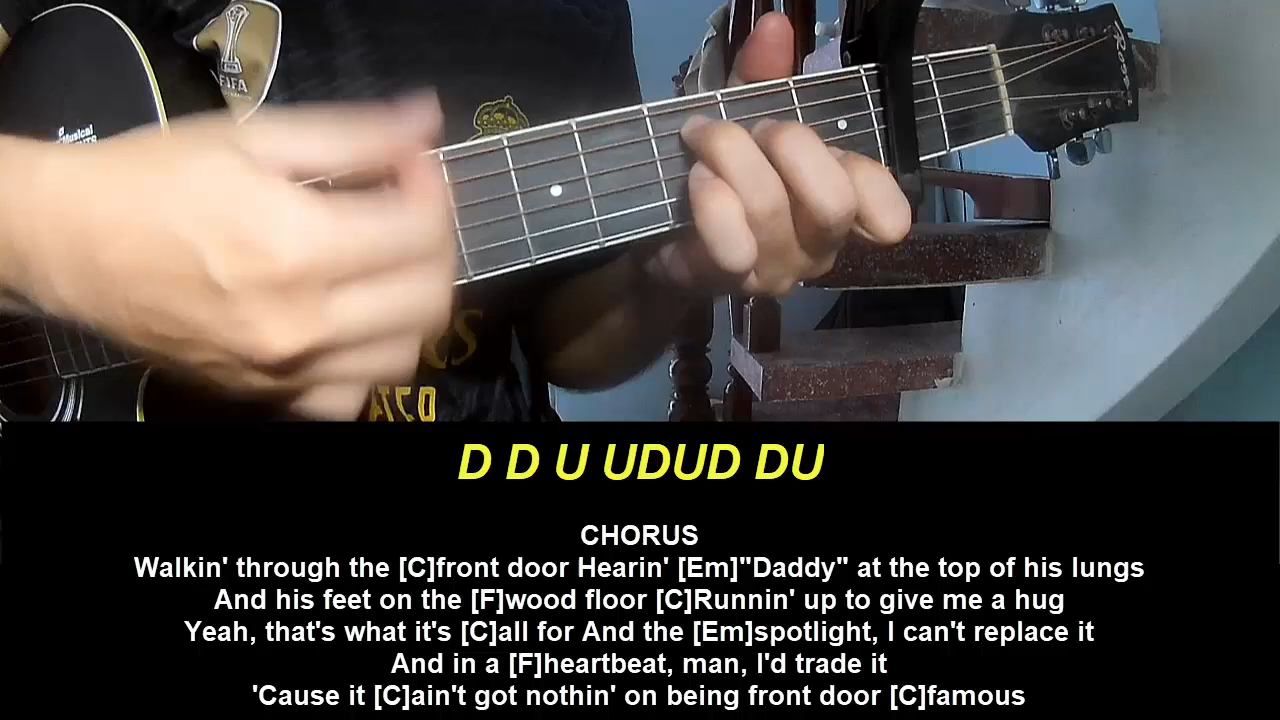 FIFA
Musical
D D U UDUD DU
CHORUS
Walkin' through the [C]front door Hearin' [Em]"Daddy" at the top of his lungs
And his feet on the [F]wood floor [C]Runnin' up to give me a hug
Yeah, that's what it's [C]all for And the [Em]spotlight, I can't replace it
And in a [F]heartbeat, man, I'd trade it
'Cause it [C]ain't got nothin' on being front door [C]famous